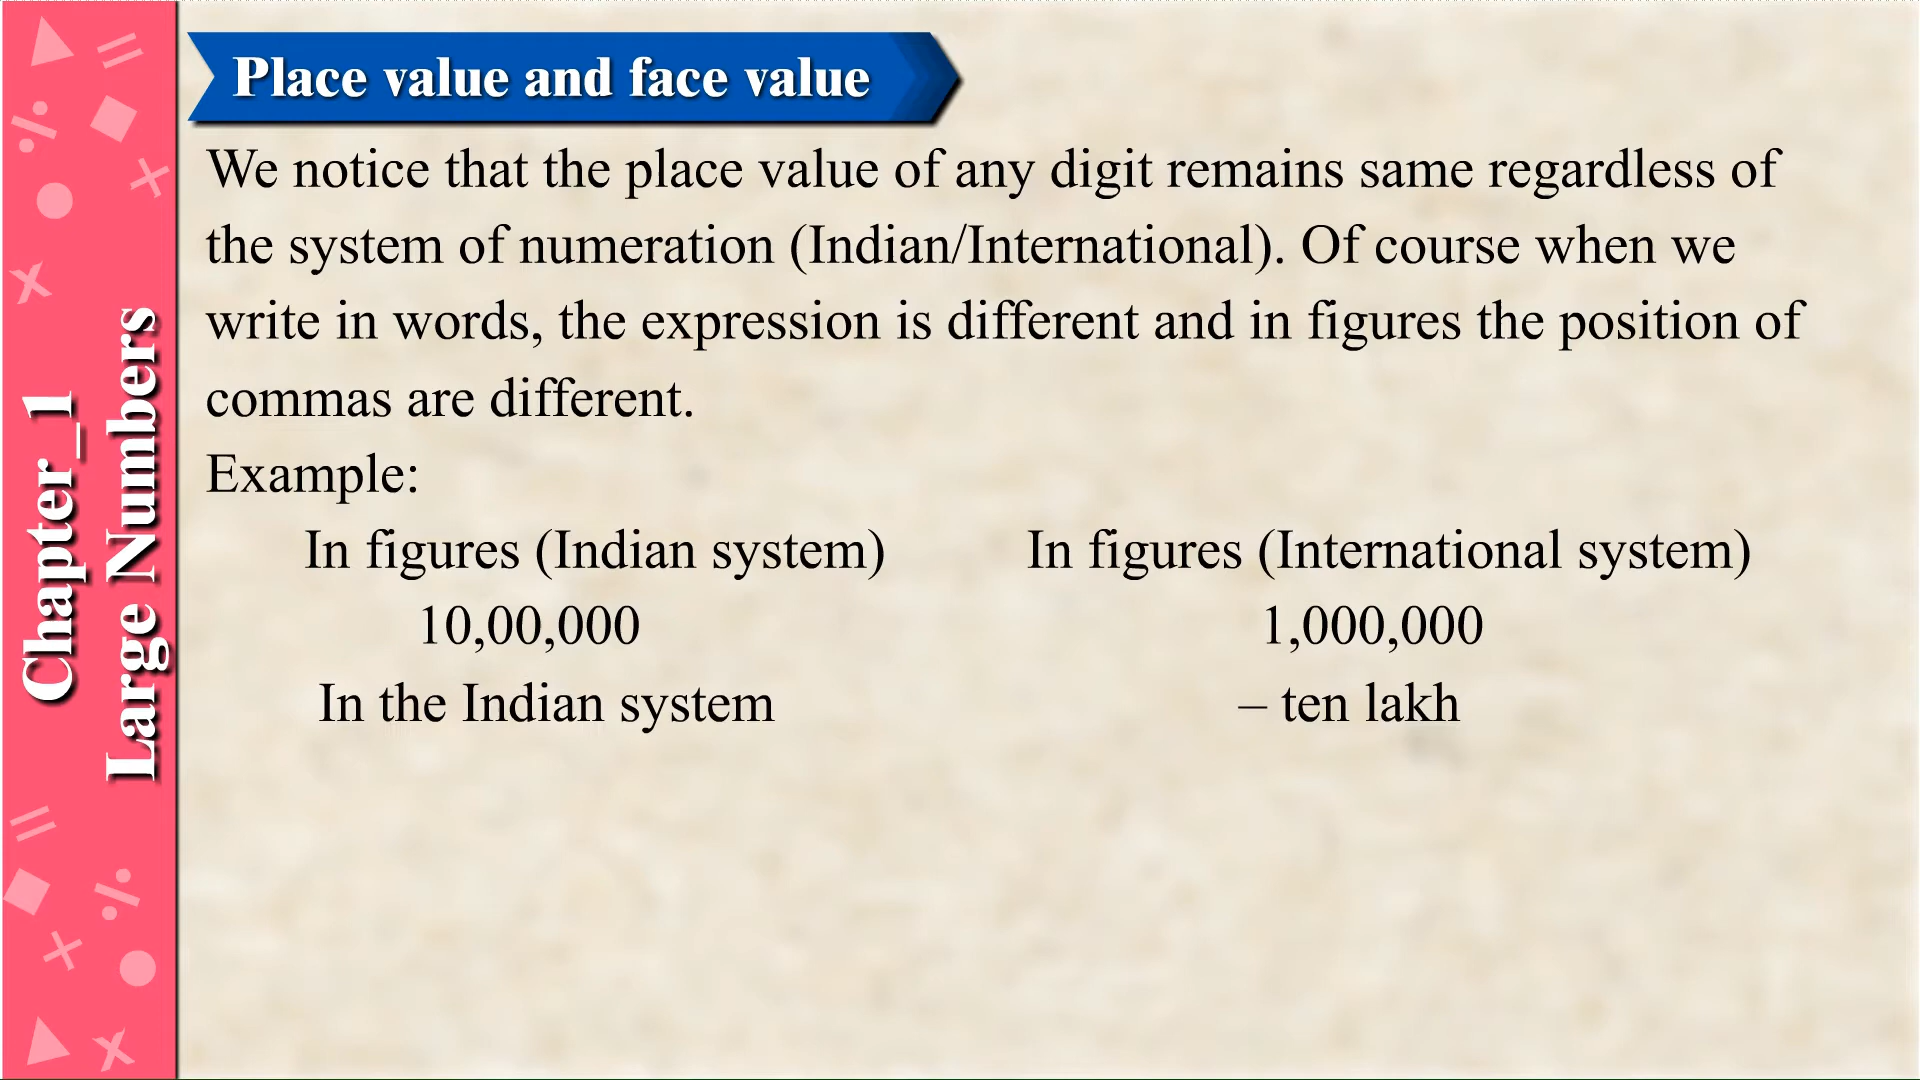 Chapter_1
Large Numbers
Place value and face value
We notice that the place value of any digit remains same regardless of
the system of numeration (Indian/International). Of course when we
write in words, the expression is different and in figures the position of
commas are different.
Example:
In figures (Indian system) In figures (International system)
10,00,000 1,000,000
In the Indian system – ten lakh